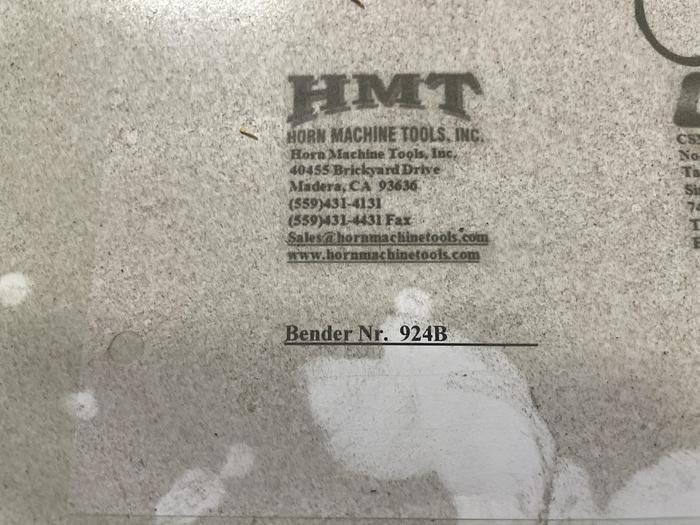 HMT
HORN MACHINE TOOLS, INC.
Horn Machine Tools, Inc.
40455 Brickyard Drive
Madera, CA 93636
(559)431-4131
(559)431-4431 Fax
Sales@hornmachinetools.com
www.hornmachinetools.com
Bender Nr. 924B